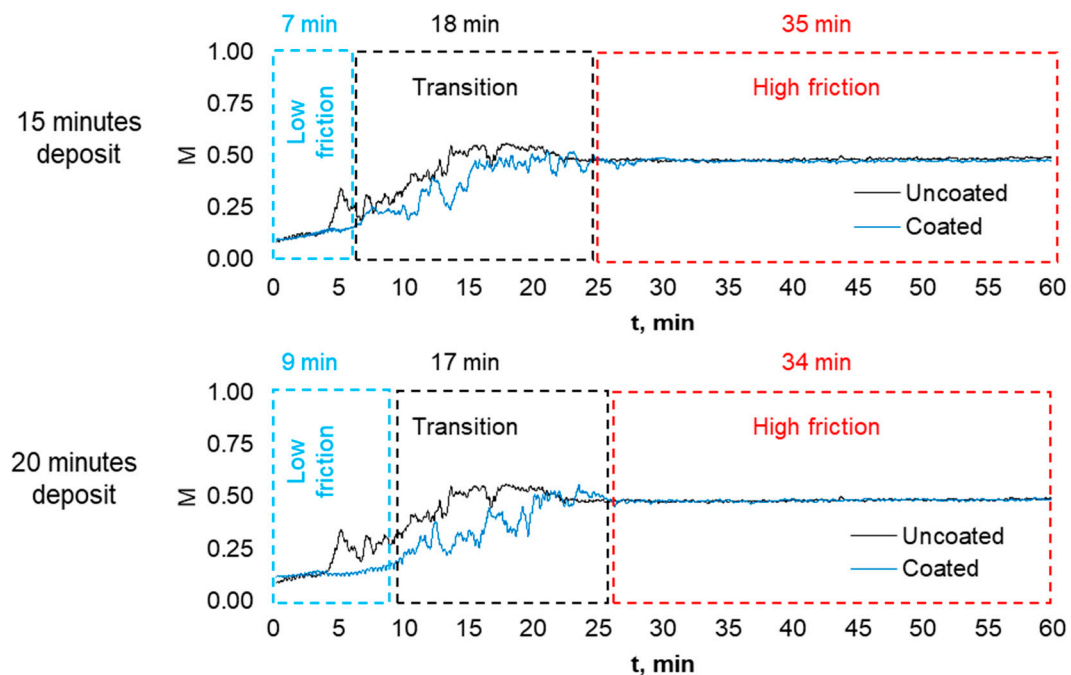 7 min
18 min
35 min
15 minutes
deposit
M
1.00
0.75
0.50
0.25
0.00
Low
friction
Transition
High friction
Uncoated
Coated
0 5 10 15 20 25 30 35 40 45 50 55 60
t, min
9 min
17 min
34 min
20 minutes
deposit
M
1.00
0.75
0.50
0.25
0.00
Low
friction
Transition
High friction
Uncoated
Coated
0 5 10 15 20 25 30 35 40 45 50 55 60
t, min